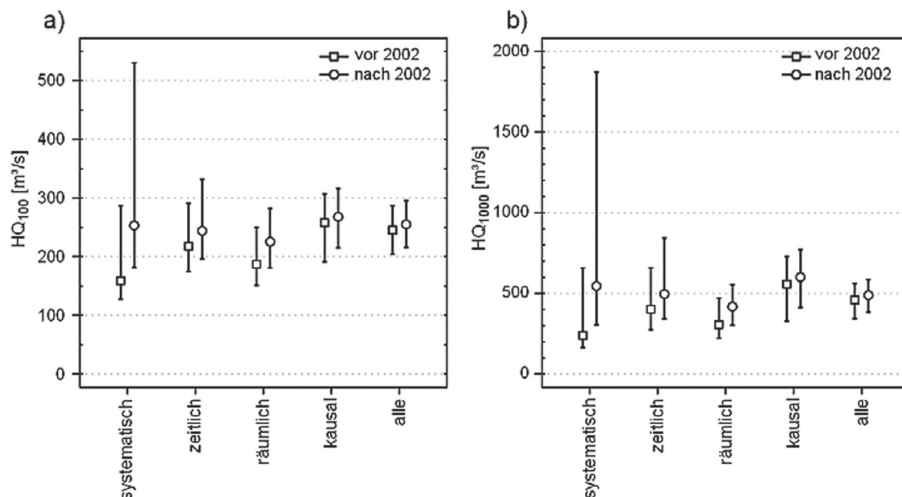 a)
vor 2002
nach 2002
500
400
300
200
100
0
HQ100 [m³/s]
systematisch
zeitlich
räumlich
kausal
alle
b)
vor 2002
nach 2002
2000
1500
1000
500
0
HQ1000 [m³/s]
systematisch
zeitlich
räumlich
kausal
alle